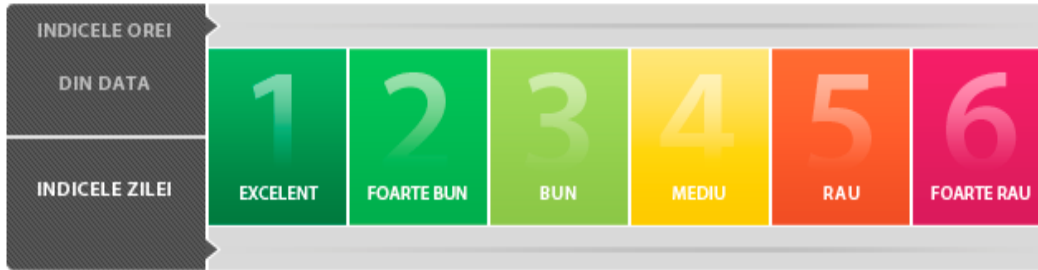 INDICELE OREI
DIN DATA
INDICELE ZILEI
1
EXCELENT
2
FOARTE BUN
3
BUN
4
MEDIU
5
RAU
6
FOARTE RAU